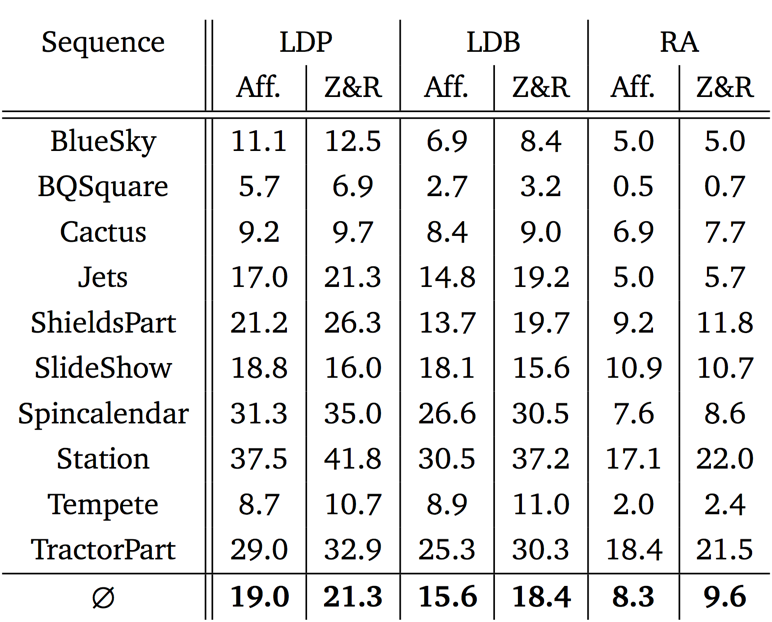 Sequence LDP LDB RA
Aff. Z&R Aff. Z&R Aff. Z&R
BlueSky 11.1 12.5 6.9 8.4 5.0 5.0
BQSquare 5.7 6.9 2.7 3.2 0.5 0.7
Cactus 9.2 9.7 8.4 9.0 6.9 7.7
Jets 17.0 21.3 14.8 19.2 5.0 5.7
ShieldsPart 21.2 26.3 13.7 19.7 9.2 11.8
SlideShow 18.8 16.0 18.1 15.6 10.9 10.7
Spincalendar 31.3 35.0 26.6 30.5 7.6 8.6
Station 37.5 41.8 30.5 37.2 17.1 22.0
Tempete 8.7 10.7 8.9 11.0 2.0 2.4
TractorPart 29.0 32.9 25.3 30.3 18.4 21.5
∅ 19.0 21.3 15.6 18.4 8.3 9.6